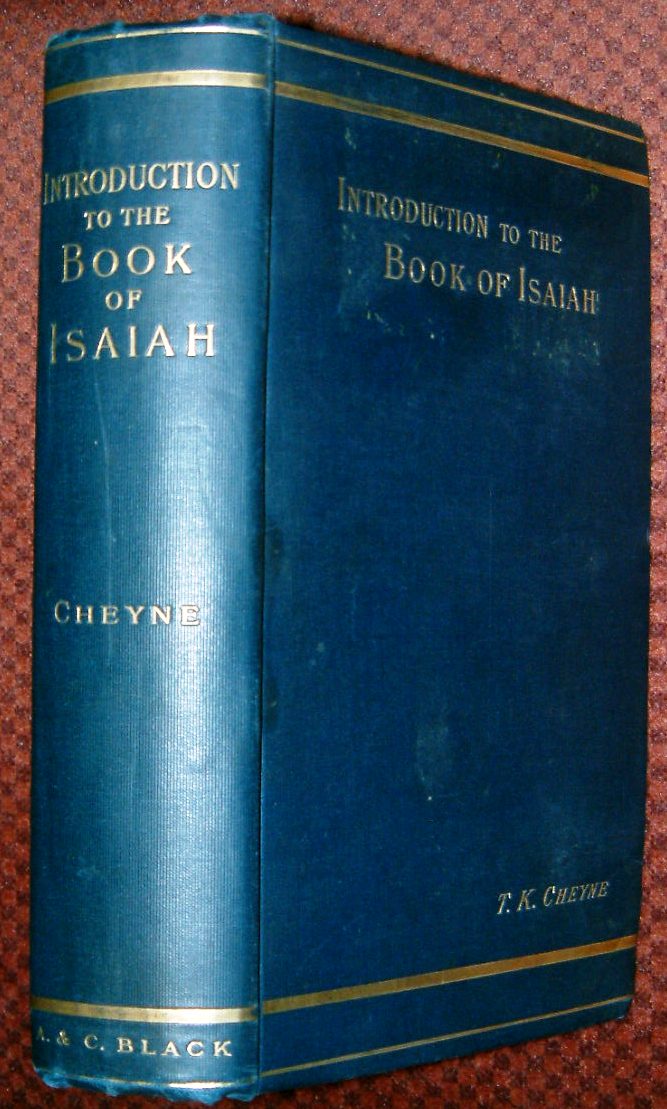 INTRODUCTION
TO THE
BOOK
OF
ISAIAH
CHEYNE
A. & C. BLACK
INTRODUCTION TO THE
BOOK OF ISAIAH
T. K. CHEYNE